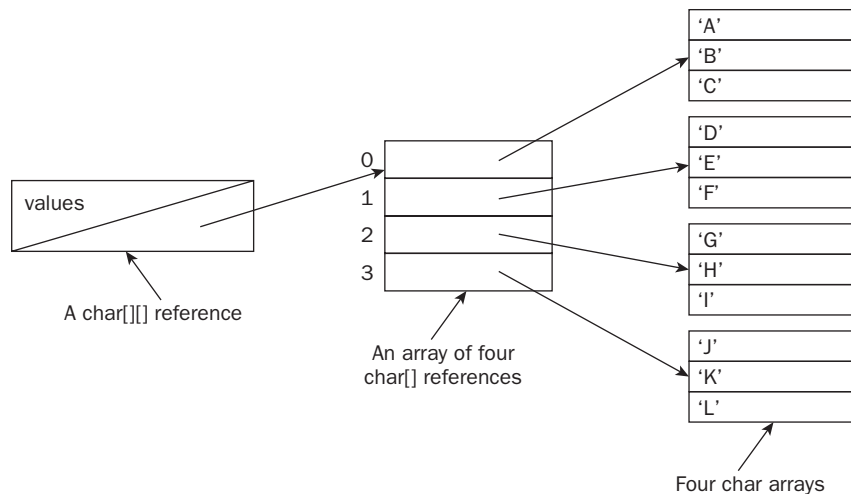 values
A char[][] reference
0
1
2
3
An array of four
char[] references
‘A’
‘B’
‘C’
‘D’
‘E’
‘F’
‘G’
‘H’
‘I’
‘J’
‘K’
‘L’
Four char arrays